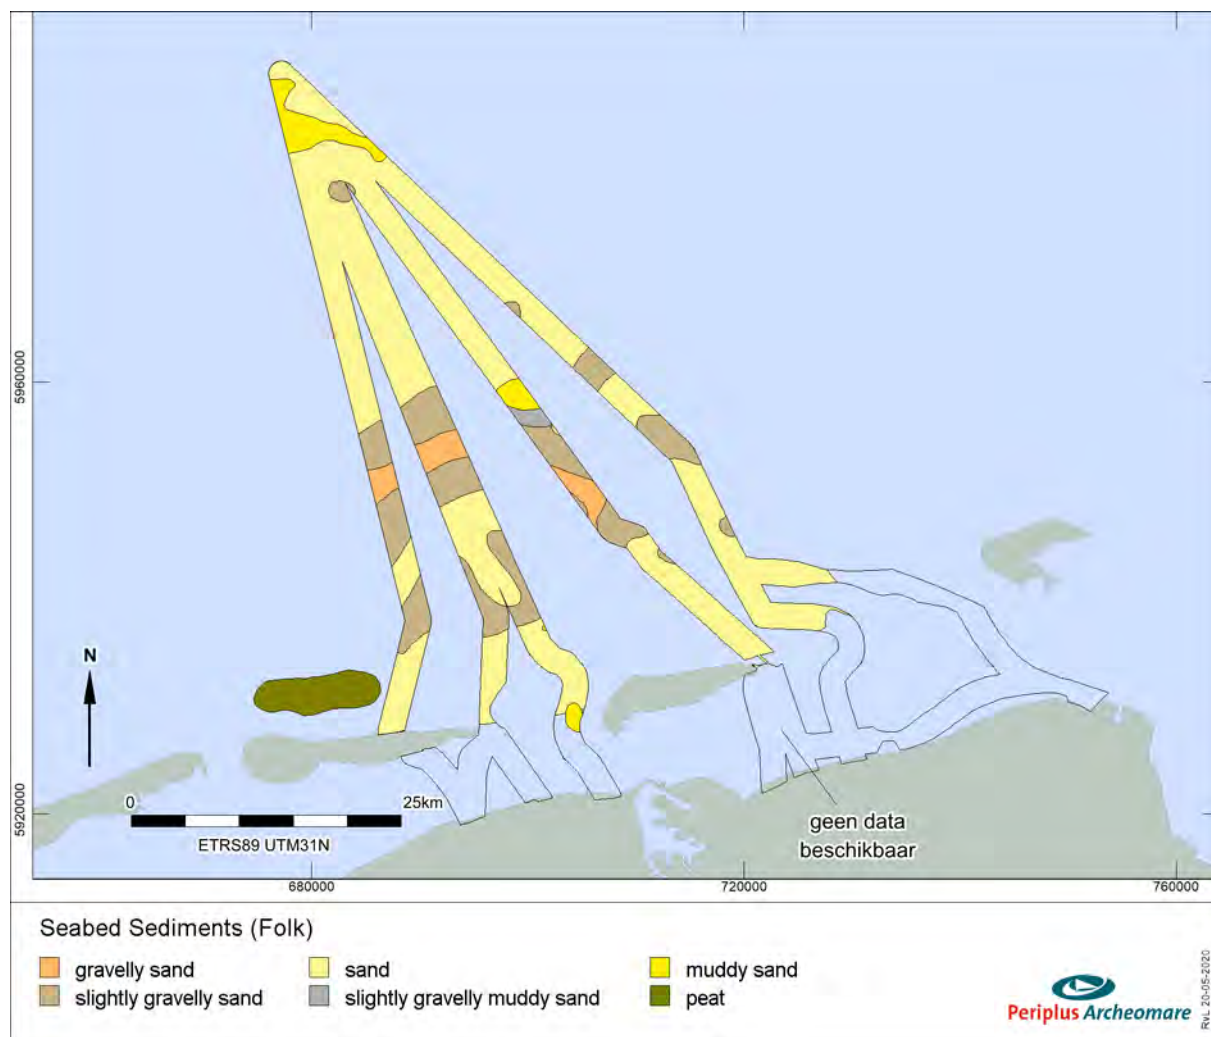 5960000
N
0
25km
ETRS89 UTM31N
geen data
beschikbaar
5920000
680000
720000
760000
Seabed Sediments (Folk)
gravelly sand
sand
muddy sand
slightly gravelly sand
slightly gravelly muddy sand
peat
Periplus Archeomare
RvL 20-05-2020